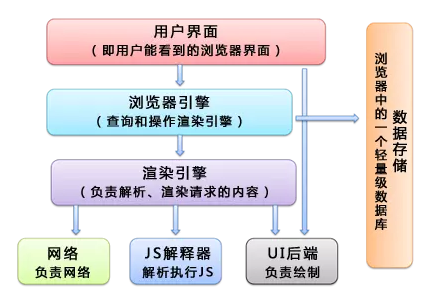 用户界面
（即用户能看到的浏览器界面）
浏览器引擎
（查询和操作渲染引擎）
渲染引擎
（负责解析、渲染请求的内容）
网络
负责网络
JS解释器
解析执行JS
UI后端
负责绘制
数据存储
浏览器中的一个轻量级数据库